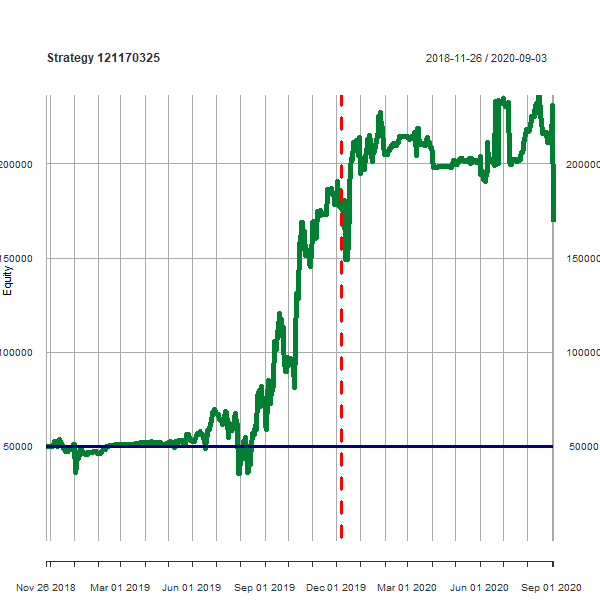 Strategy 121170325
2018-11-26 / 2020-09-03
200000
200000
150000
150000
Equity
100000
100000
50000
50000
Nov 26 2018
Mar 01 2019
Jun 01 2019
Sep 01 2019
Dec 01 2019
Mar 01 2020
Jun 01 2020
Sep 01 2020